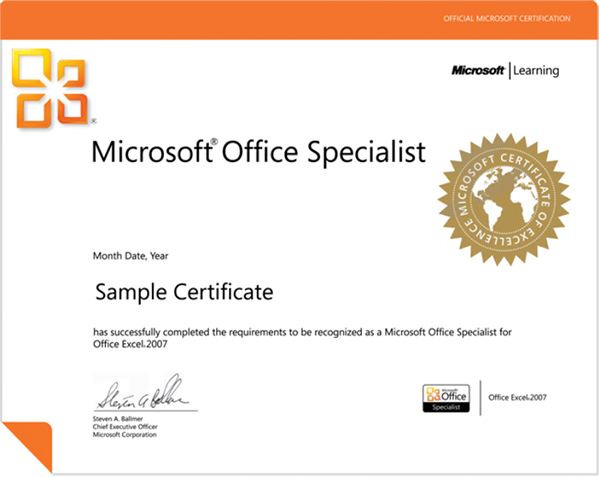 OFFICIAL MICROSOFT CERTIFICATION
Microsoft | Learning
®
Microsoft® Office Specialist
MICROSOFT CERTIFICATE OF EXCELLENCE
Month Date, Year
Sample Certificate
has successfully completed the requirements to be recognized as a Microsoft Office Specialist for
Office Excel® 2007
Steven A Ballmer
Steven A. Ballmer
Chief Executive Officer
Microsoft Corporation
Microsoft
Office
Specialist
Office Excel® 2007